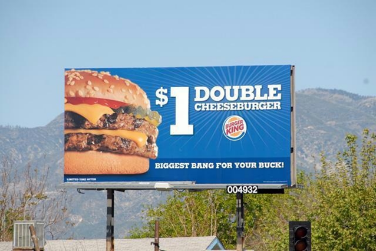 $1 DOUBLE
CHEESEBURGER
BURGER
KING
BIGGEST BANG FOR YOUR BUCK!
004932